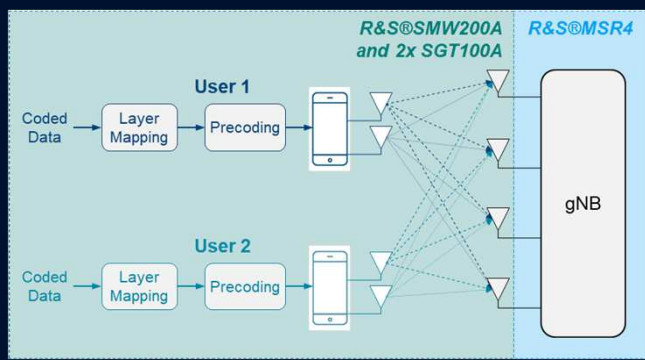 R&S®SMW200A
and 2x SGT100A
R&S®MSR4
User 1
Coded
Data
Layer
Mapping
Precoding
gNB
User 2
Coded
Data
Layer
Mapping
Precoding